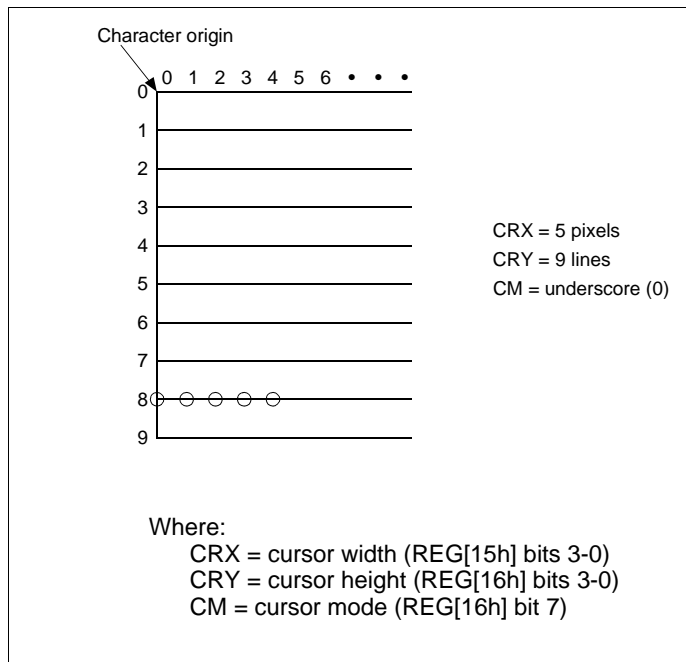 Character origin
0 1 2 3 4 5 6 • • •
0
1
2
3
CRX = 5 pixels
4
CRY = 9 lines
5
CM = underscore (0)
6
7
8
9
Where:
CRX = cursor width (REG[15h] bits 3-0)
CRY = cursor height (REG[16h] bits 3-0)
CM = cursor mode (REG[16h] bit 7)